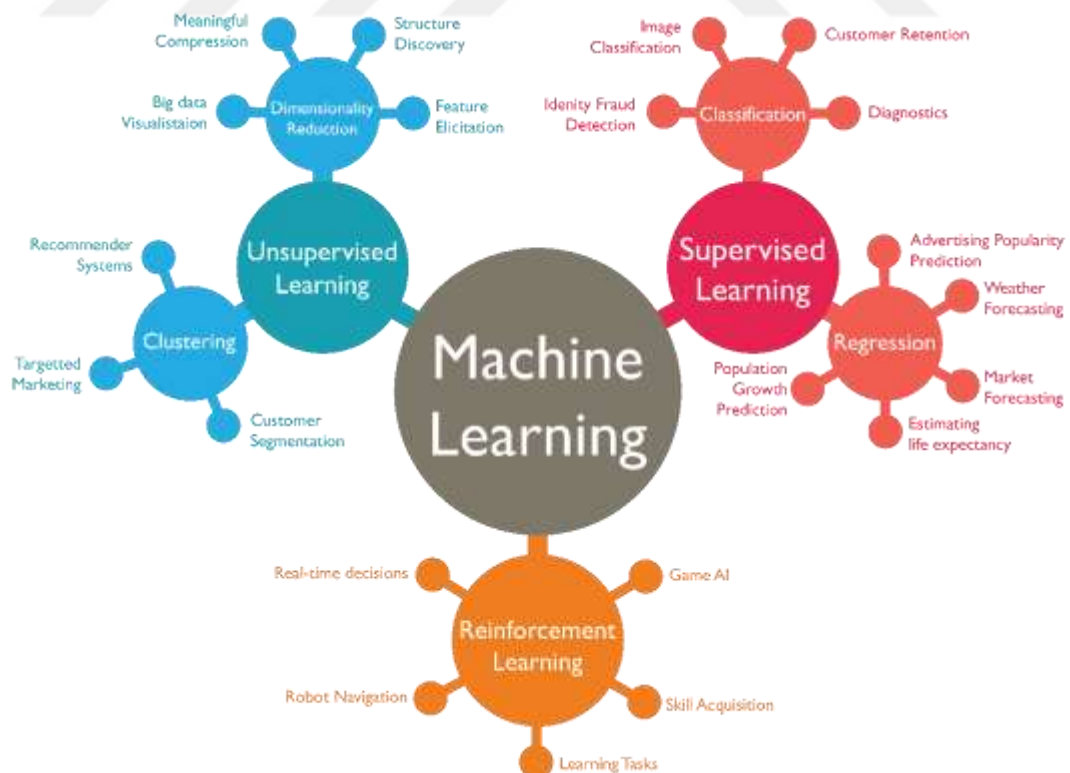 Meaningful
Compression
Structure
Discovery
Big data
Visualistaion
Dimensionality
Reduction
Feature
Elicitation
Image
Classification
Customer Retention
Idenity Fraud
Detection
Classification
Diagnostics
Recommender
Systems
Unsupervised
Learning
Clustering
Targetted
Marketing
Customer
Segmentation
Machine
Learning
Supervised
Learning
Advertising Popularity
Prediction
Weather
Forecasting
Regression
Population
Growth
Prediction
Market
Forecasting
Estimating
life expectancy
Real-time decisions
Game AI
Reinforcement
Learning
Robot Navigation
Skill Acquisition
Learning Tasks